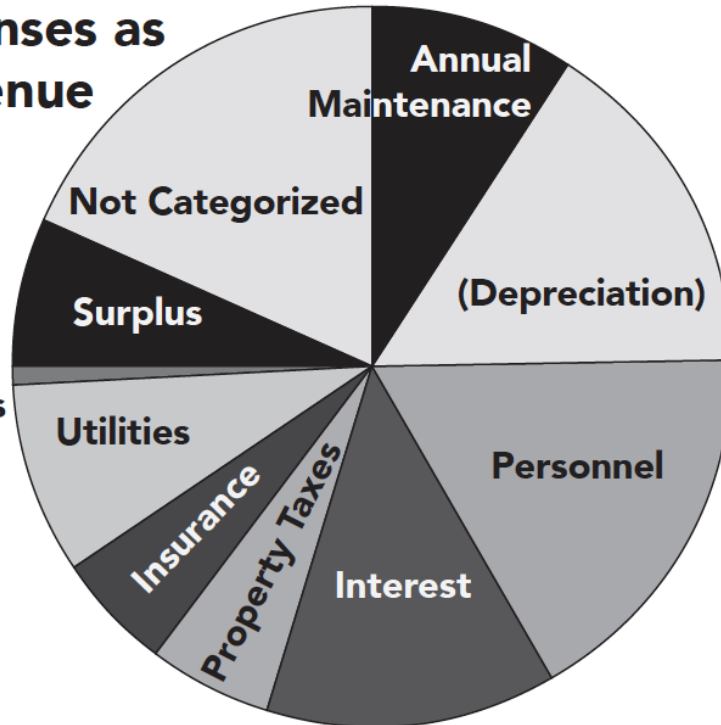 nses as
enue
Annual
Maintenance
Not Categorized
(Depreciation)
Surplus
s
Utilities
Personnel
Insurance
Property Taxes
Interest